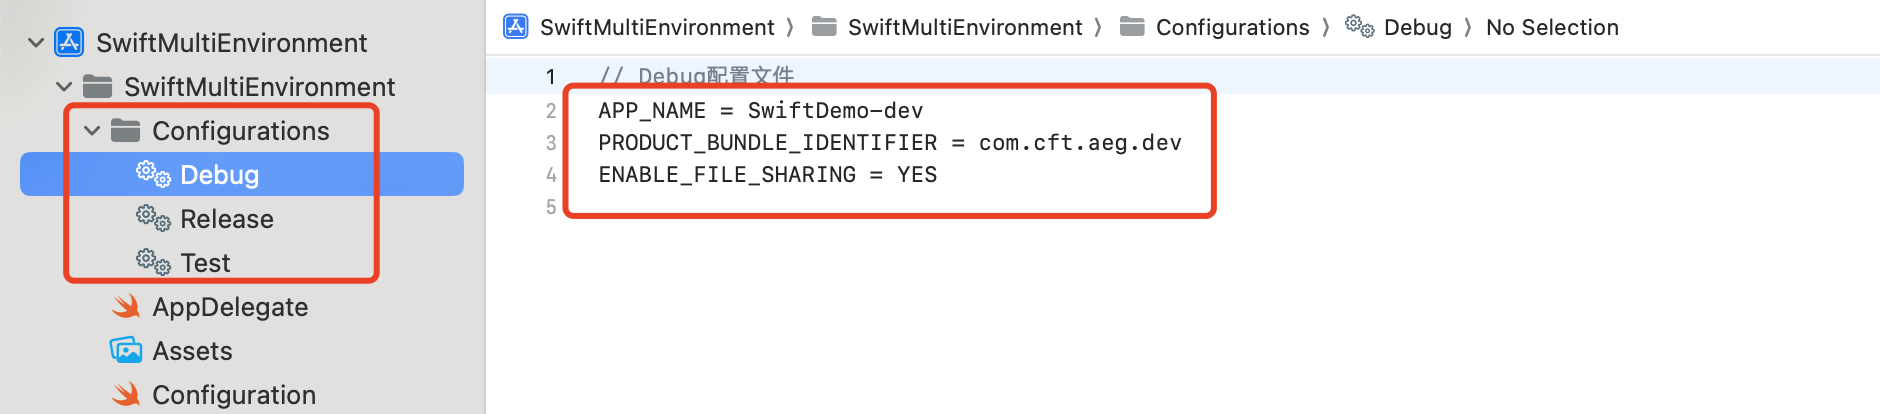 SwiftMultiEnvironment
SwiftMultiEnvironment
Configurations
Debug
Release
Test
AppDelegate
Assets
Configuration
SwiftMultiEnvironment 〉 SwiftMultiEnvironment 〉 Configurations 〉 Debug 〉 No Selection
1 // Debug配置文件
2 APP_NAME = SwiftDemo-dev
3 PRODUCT_BUNDLE_IDENTIFIER = com.cft.aeg.dev
4 ENABLE_FILE_SHARING = YES
5